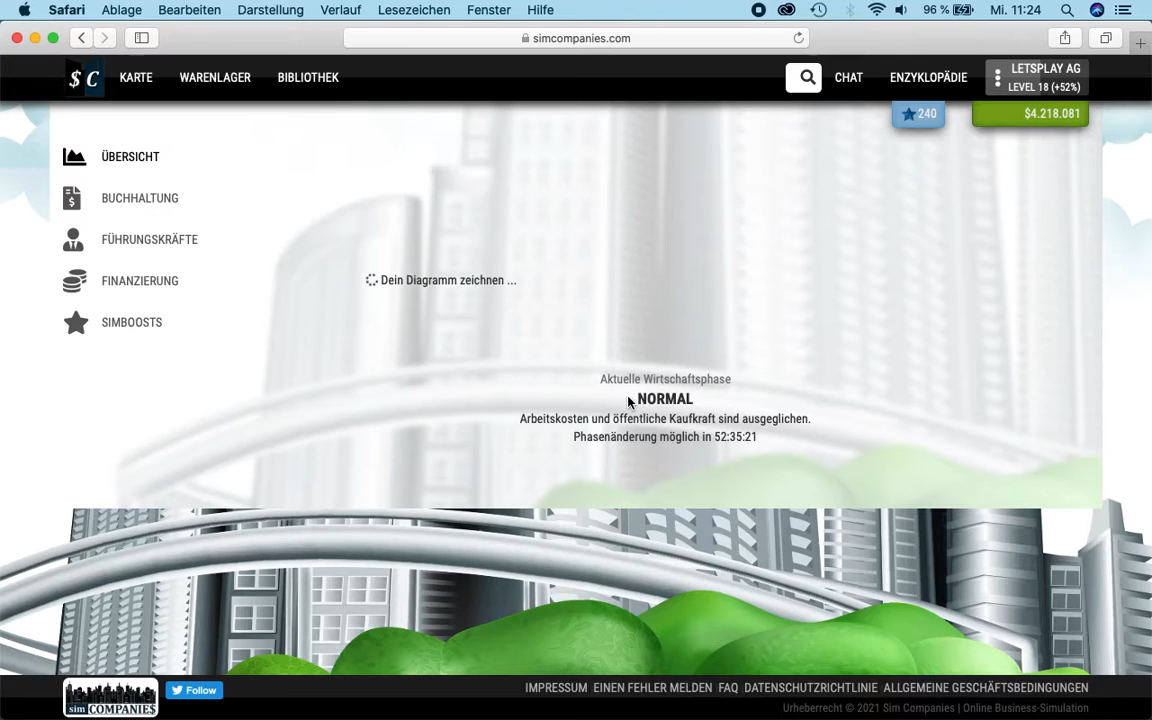 Safari Ablage Bearbeiten Darstellung Verlauf Lesezeichen Fenster Hilfe 96 % Mi. 11:24
simcompanies.com
$ C KARTE WARENLAGER BIBLIOTHEK CHAT ENZYKLOPÄDIE LETSPLAY AG
LEVEL 18 (+52%)
240 $4.218.081
ÜBERSICHT
BUCHHALTUNG
FÜHRUNGSKRÄFTE
FINANZIERUNG
SIMBOOSTS
Dein Diagramm zeichnen ...
Aktuelle Wirtschaftsphase
NORMAL
Arbeitskosten und öffentliche Kaufkraft sind ausgeglichen.
Phasenänderung möglich in 52:35:21
sim COMPANIES
Follow
IMPRESSUM EINEN FEHLER MELDEN FAQ DATENSCHUTZRICHTLINIE ALLGEMEINE GESCHÄFTSBEDINGUNGEN
Urheberrecht © 2021 Sim Companies | Online Business-Simulation